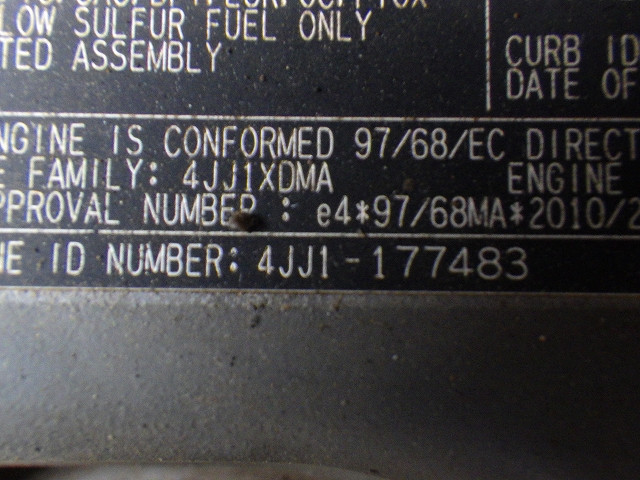 LOW SULFUR FUEL ONLY
TED ASSEMBLY
CURB ID
DATE OF
NGINE IS CONFORMED 97/68/EC DIRECT
E FAMILY: 4JJ1XDMA ENGINE
PPROVAL NUMBER : e4*97/68MA*2010/2
NE ID NUMBER: 4JJ1-177483